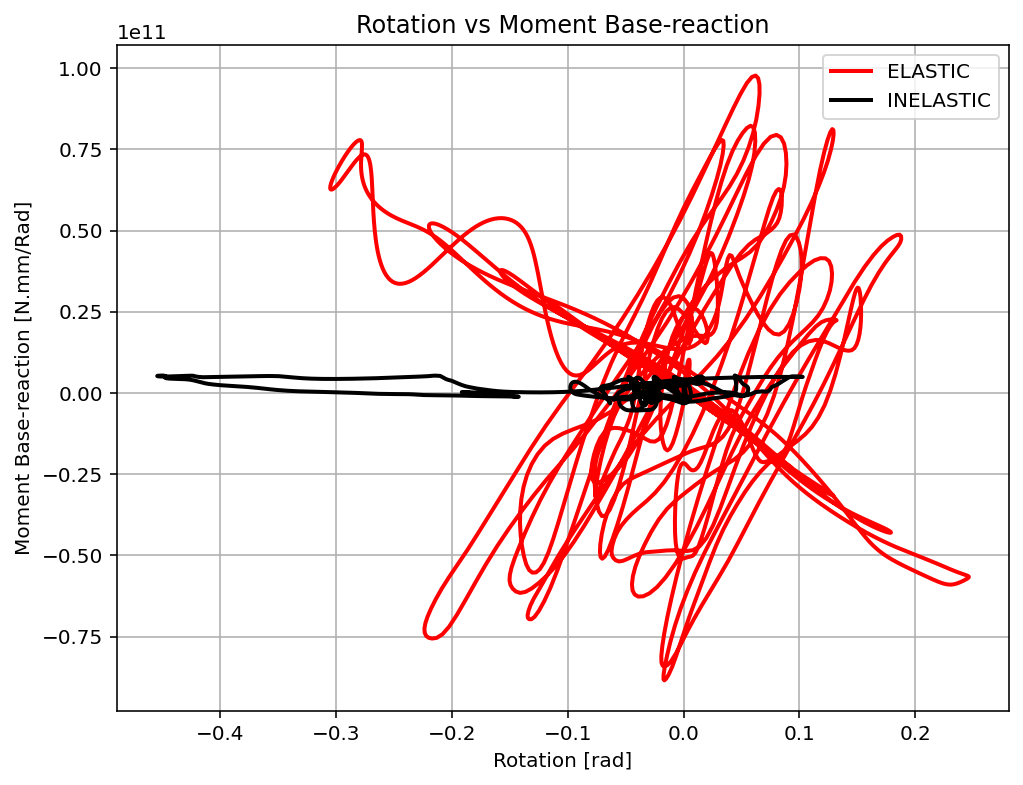 Rotation vs Moment Base-reaction
1e11
ELASTIC
INELASTIC
1.00
0.75
0.50
0.25
0.00
−0.25
−0.50
−0.75
Moment Base-reaction [N.mm/Rad]
−0.4 −0.3 −0.2 −0.1 0.0 0.1 0.2
Rotation [rad]